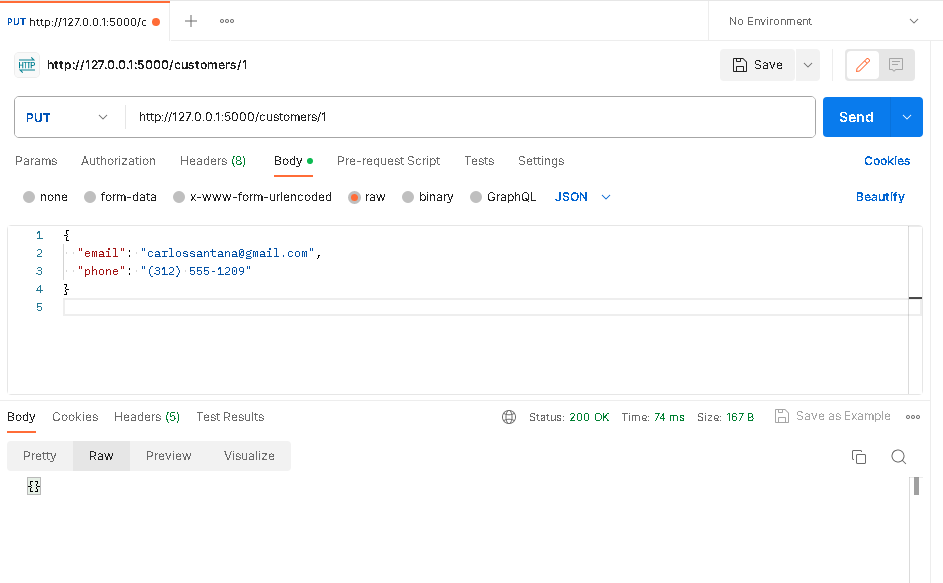 PUT http://127.0.0.1:5000/c
No Environment
HTTP http://127.0.0.1:5000/customers/1
Save
PUT http://127.0.0.1:5000/customers/1 Send
Params Authorization Headers (8) Body Pre-request Script Tests Settings Cookies
none form-data x-www-form-urlencoded raw binary GraphQL JSON Beautify
1 {
2 "email": "carlossantana@gmail.com",
3 "phone": "(312) 555-1209"
4 }
5
Body Cookies Headers (5) Test Results Status: 200 OK Time: 74 ms Size: 167 B Save as Example
Pretty Raw Preview Visualize
{}